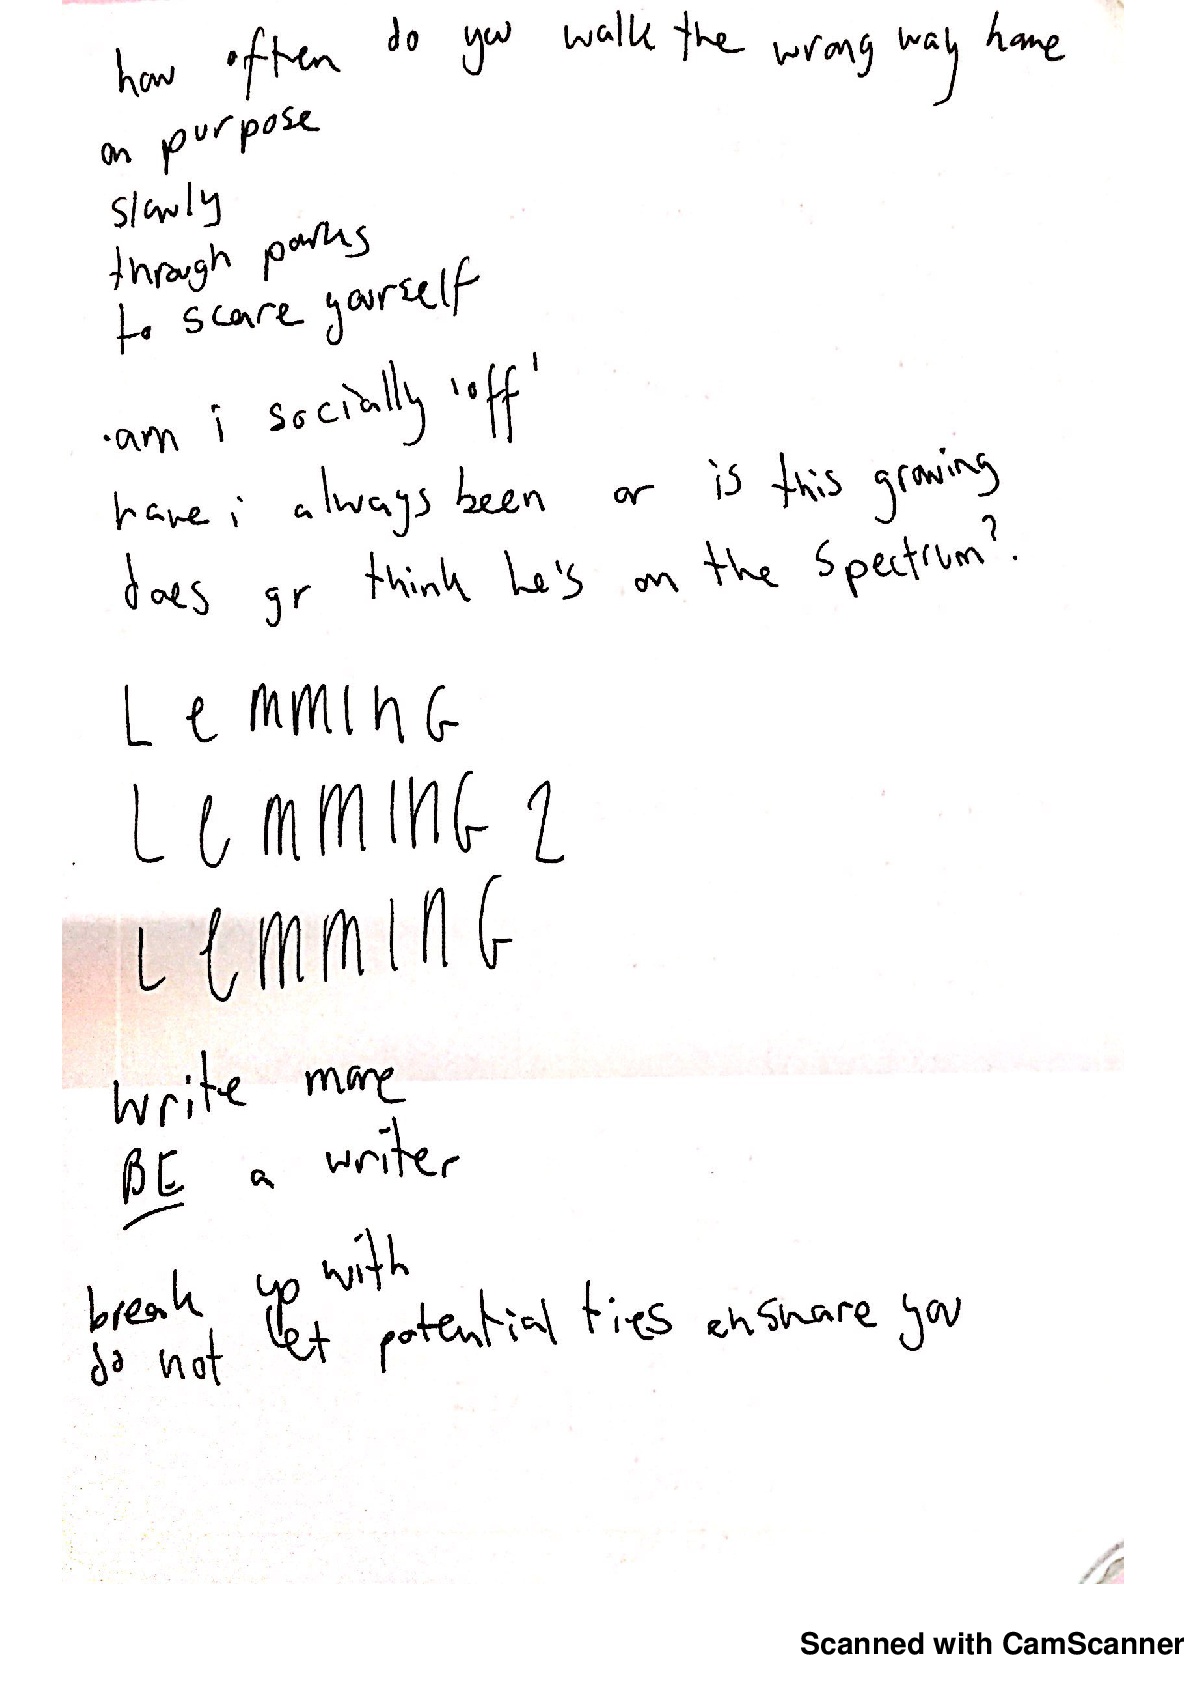 how often do you walk the wrong way home
on purpose
slowly
through parks
to scare yourself
·am i socially 'off'
have i always been or is this growing
does gr think he's on the spectrum?.
LeMMInG
LeMMInG 2
LeMMInG
write more
BE a writer
break up with
do not let potential ties ensnare you
Scanned with CamScanner